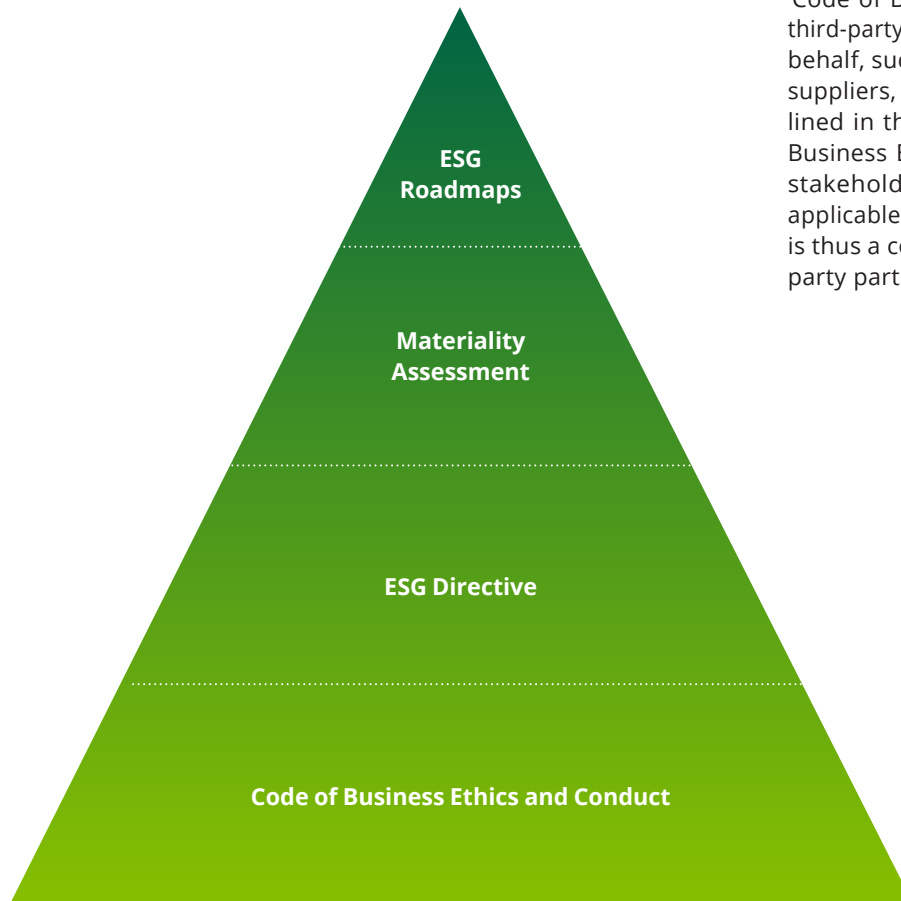 ESG
Roadmaps
Materiality
Assessment
ESG Directive
Code of Business Ethics and Conduct
Code of
third-party
behalf,
suppliers,
lined in
Business
applicable
is thus a
party